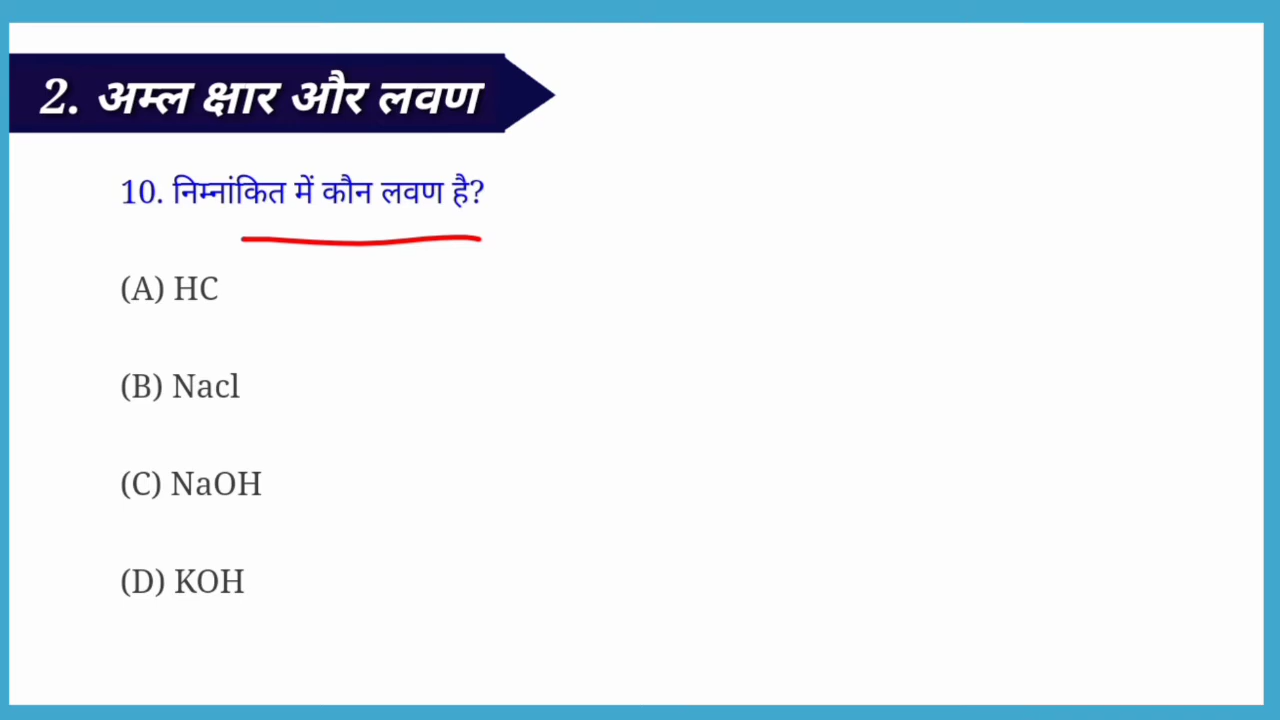 2. अम्ल क्षार और लवण
10. निम्नांकित में कौन लवण है?
(A) HC
(B) Nacl
(C) NaOH
(D) KOH